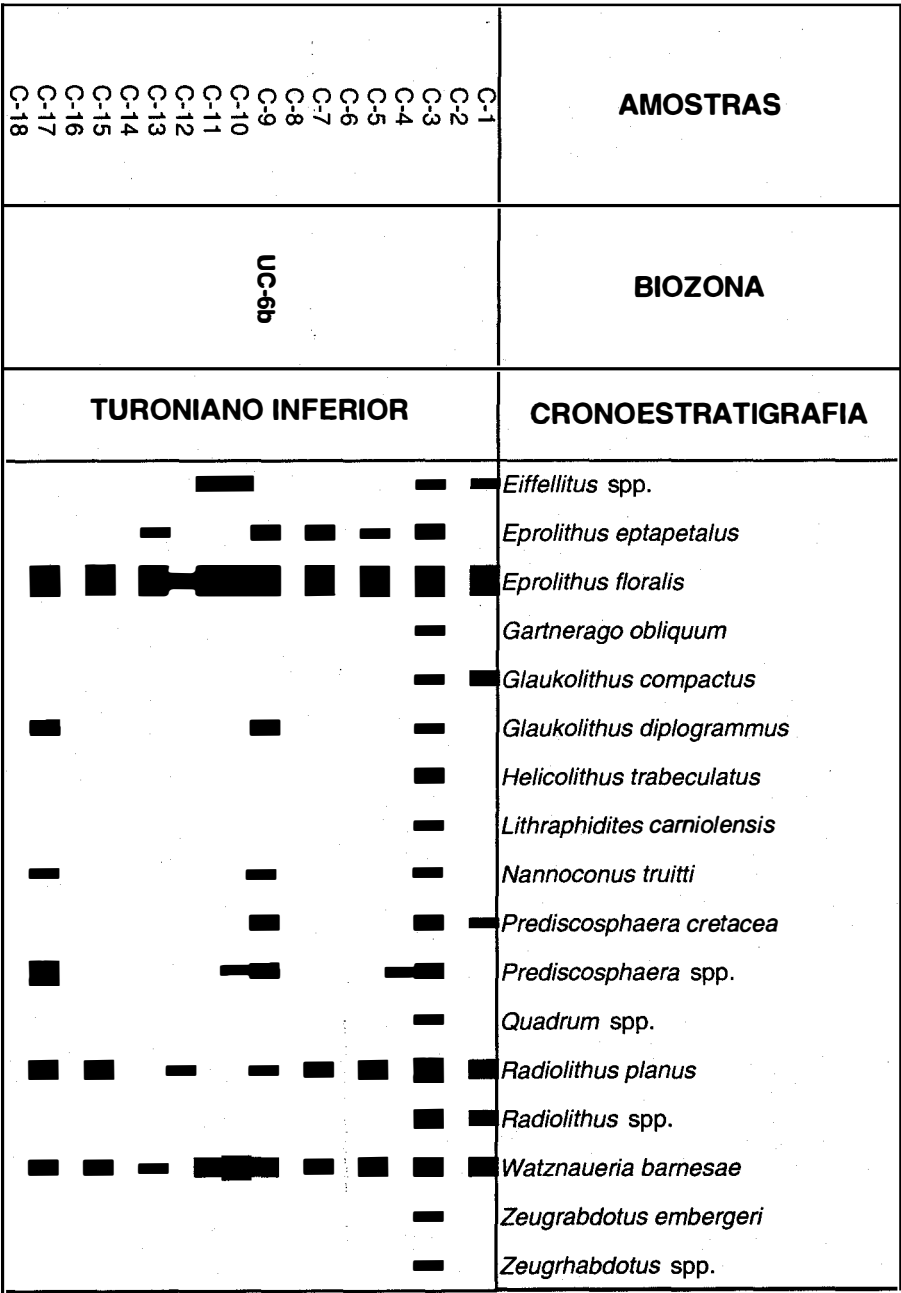 C-18
C-17
C-16
C-15
C-14
C-13
C-12
C-11
C-10
C-9
C-8
C-7
C-6
C-5
C-4
C-3
C-2
C-1
AMOSTRAS
UC-6b
BIOZONA
TURONIANO INFERIOR
CRONOESTRATIGRAFIA
Eiffellitus spp.
Eprolithus eptapetalus
Eprolithus floralis
Gartnerago obliquum
Glaukolithus compactus
Glaukolithus diplogrammus
Helicolithus trabeculatus
Lithraphidites carniolensis
Nannoconus truitti
Prediscosphaera cretacea
Prediscosphaera spp.
Quadrum spp.
Radiolithus planus
Radiolithus spp.
Watznaueria barnesae
Zeugrabdotus embergeri
Zeugrhabdotus spp.